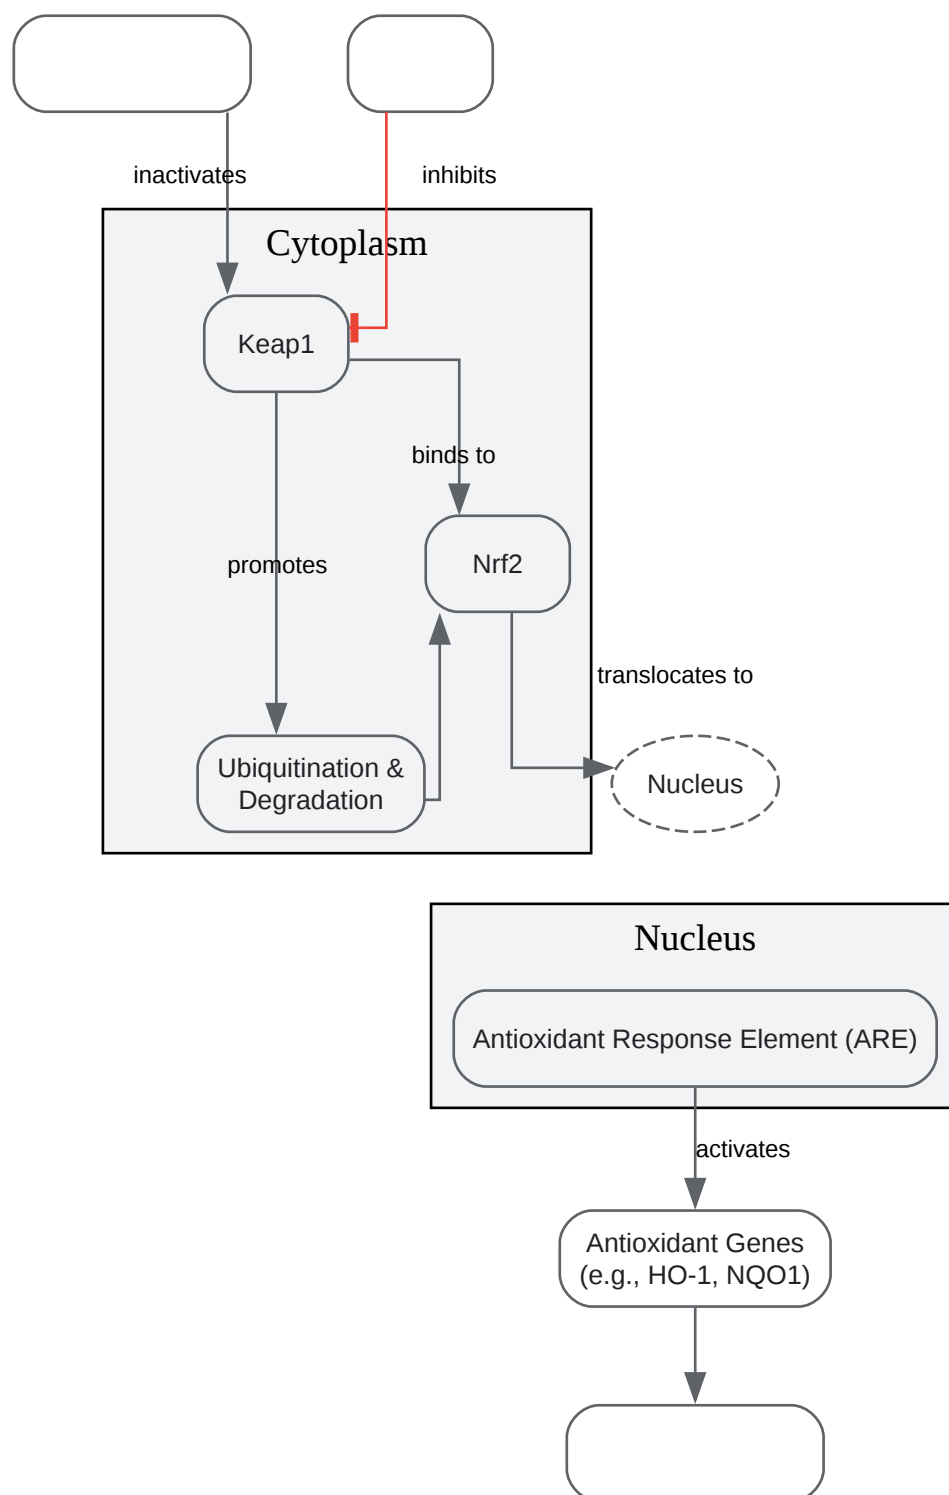 inactivates
inhibits
Cytoplasm
Keap1
binds to
Nrf2
promotes
translocates to
Ubiquitination &
Degradation
Nucleus
Nucleus
Antioxidant Response Element (ARE)
activates
Antioxidant Genes
(e.g., HO-1, NQO1)